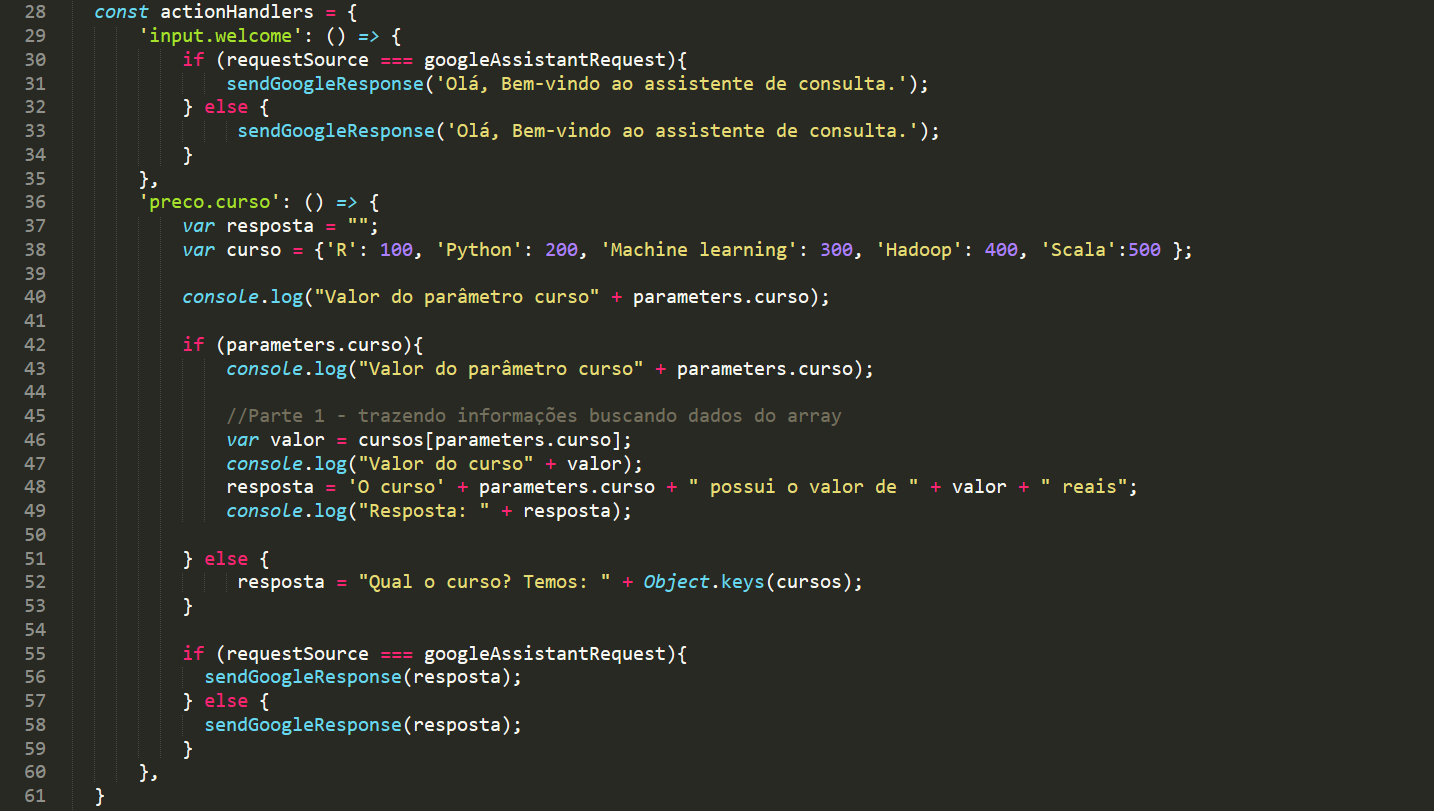 28 const actionHandlers = {
29 'input.welcome': () => {
30 if (requestSource === googleAssistantRequest){
31 sendGoogleResponse('Olá, Bem-vindo ao assistente de consulta.');
32 } else {
33 sendGoogleResponse('Olá, Bem-vindo ao assistente de consulta.');
34 }
35 },
36 'preco.curso': () => {
37 var resposta = "";
38 var curso = {'R': 100, 'Python': 200, 'Machine learning': 300, 'Hadoop': 400, 'Scala':500 };
39
40 console.log("Valor do parâmetro curso" + parameters.curso);
41
42 if (parameters.curso){
43 console.log("Valor do parâmetro curso" + parameters.curso);
44
45 //Parte 1 - trazendo informações buscando dados do array
46 var valor = cursos[parameters.curso];
47 console.log("Valor do curso" + valor);
48 resposta = 'O curso' + parameters.curso + " possui o valor de " + valor + " reais";
49 console.log("Resposta: " + resposta);
50
51 } else {
52 resposta = "Qual o curso? Temos: " + Object.keys(cursos);
53 }
54
55 if (requestSource === googleAssistantRequest){
56 sendGoogleResponse(resposta);
57 } else {
58 sendGoogleResponse(resposta);
59 }
60 },
61 }